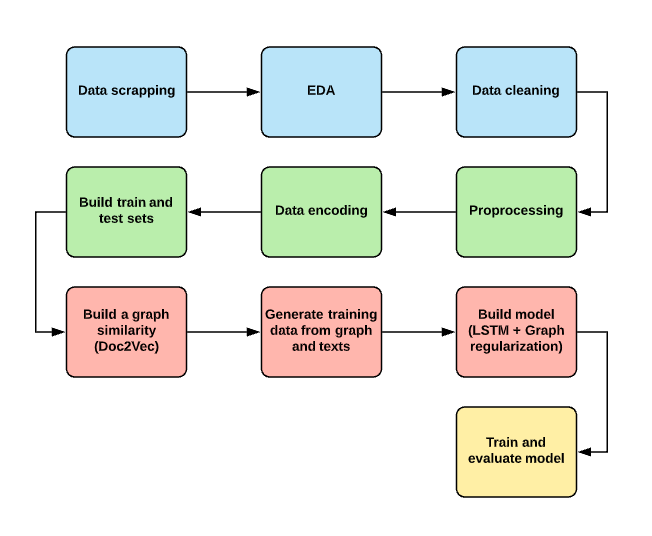 Data scrapping
EDA
Data cleaning
Build train and
test sets
Data encoding
Proprocessing
Build a graph
similarity
(Doc2Vec)
Generate training
data from graph
and texts
Build model
(LSTM + Graph
regularization)
Train and
evaluate model